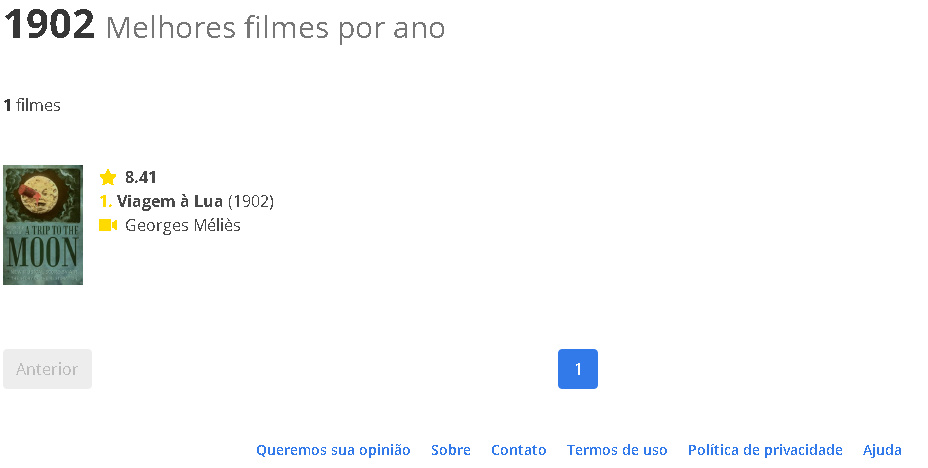 1902 Melhores filmes por ano
1 filmes
8.41
1. Viagem à Lua (1902)
Georges Méliès
A TRIP TO THE
MOON
Anterior
1
Queremos sua opinião Sobre Contato Termos de uso Política de privacidade Ajuda